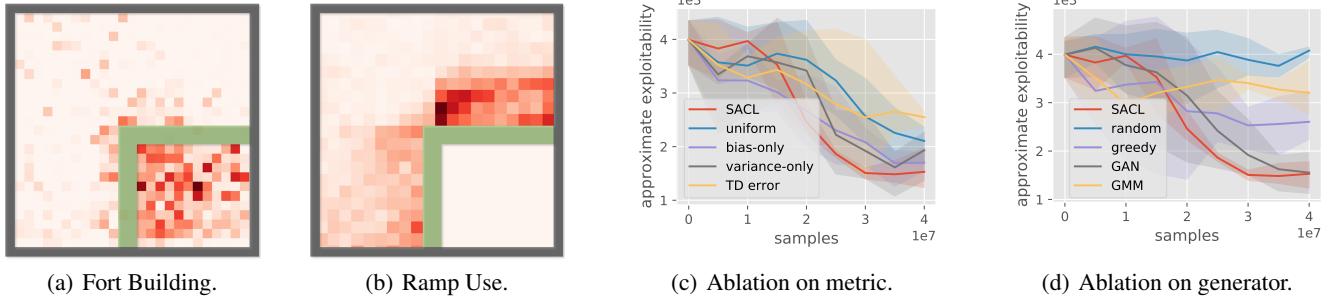 1e3
approximate exploitability
4
3
2
1
SACL
uniform
bias-only
variance-only
TD error
0
1
2
3
4
samples
1e7
1e3
approximate exploitability
4
3
2
1
SACL
random
greedy
GAN
GMM
0
1
2
3
4
samples
1e7
(a) Fort Building.
(b) Ramp Use.
(c) Ablation on metric.
(d) Ablation on generator.